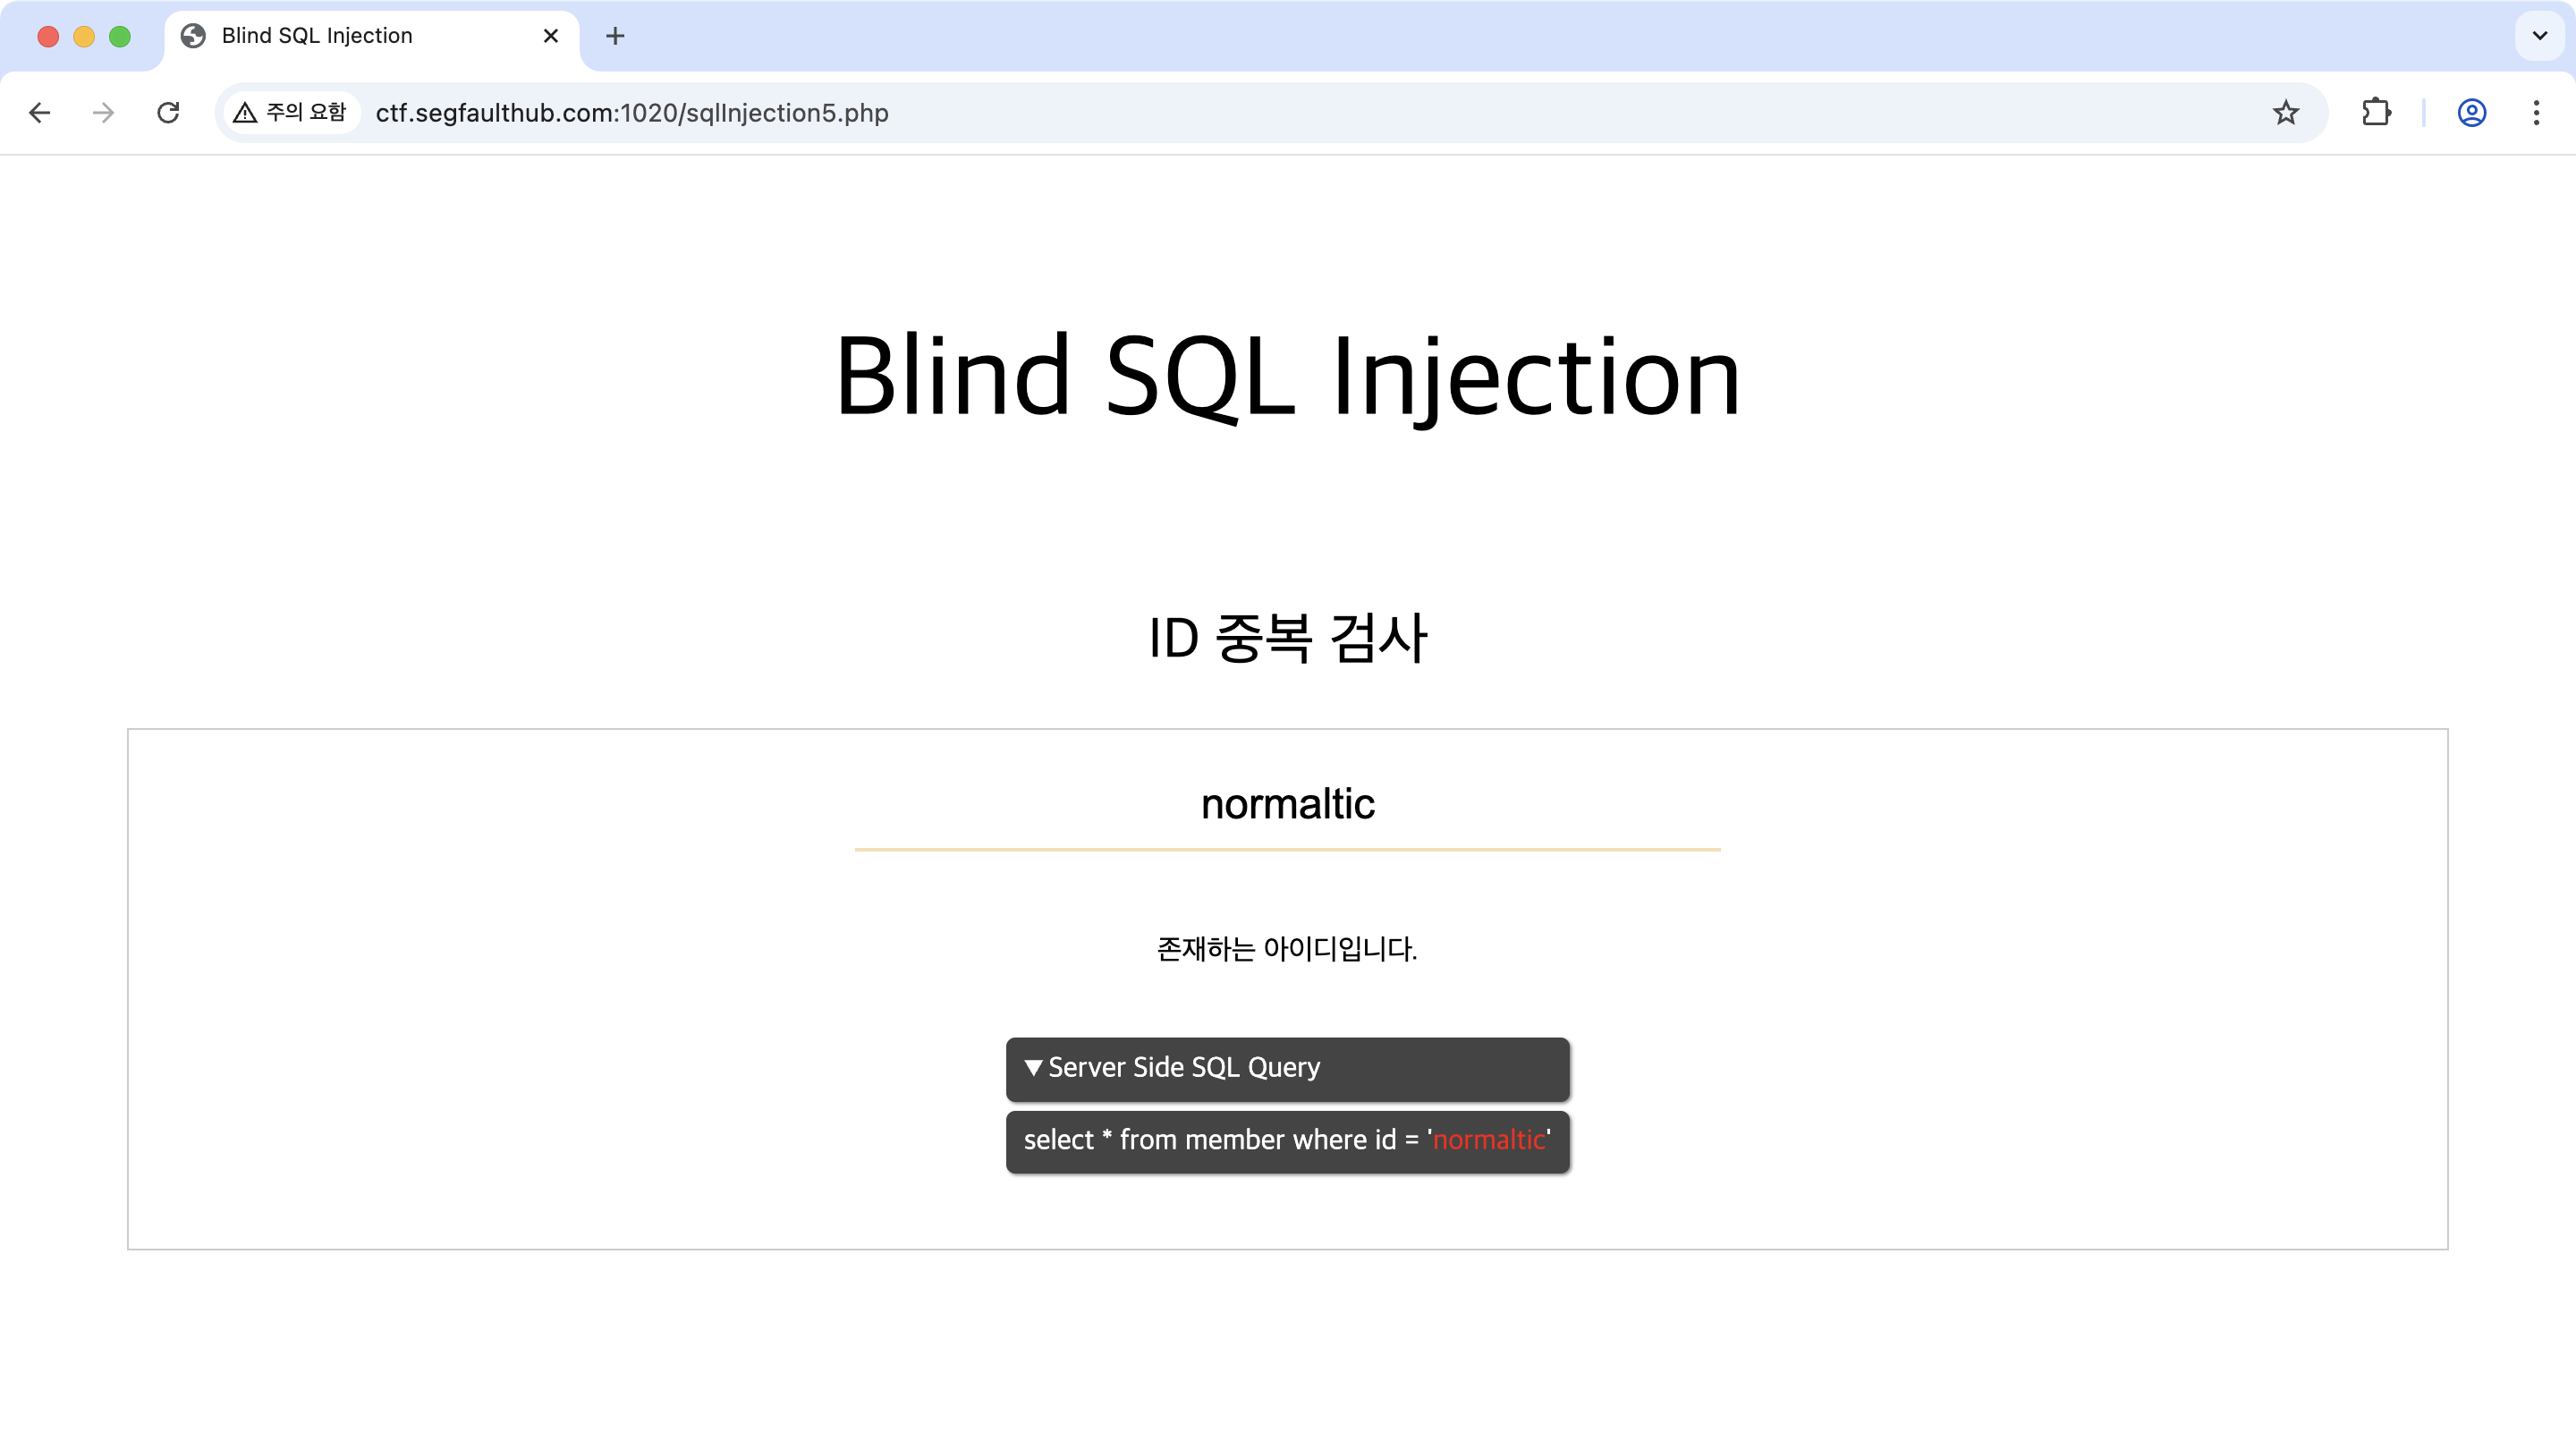 Blind SQL Injection
주의 요함
ctf.segfaulthub.com:1020/sqlInjection5.php
Blind SQL Injection
ID 중복 검사
normaltic
존재하는 아이디입니다.
▼ Server Side SQL Query
select * from member where id = 'normaltic'